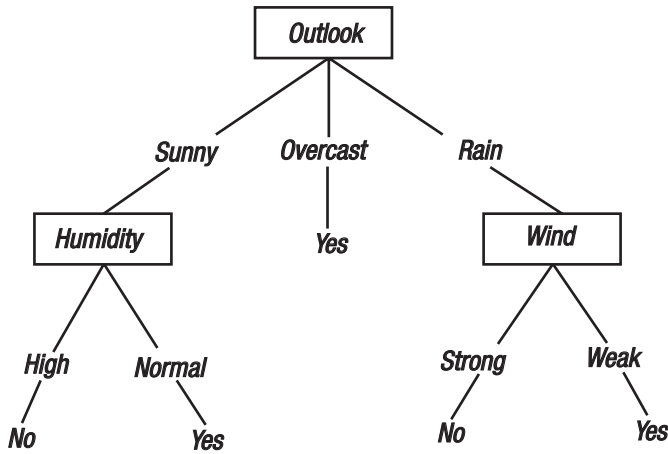 Outlook
Sunny
Overcast
Rain
Humidity
Yes
Wind
High
Normal
Strong
Weak
No
Yes
No
Yes